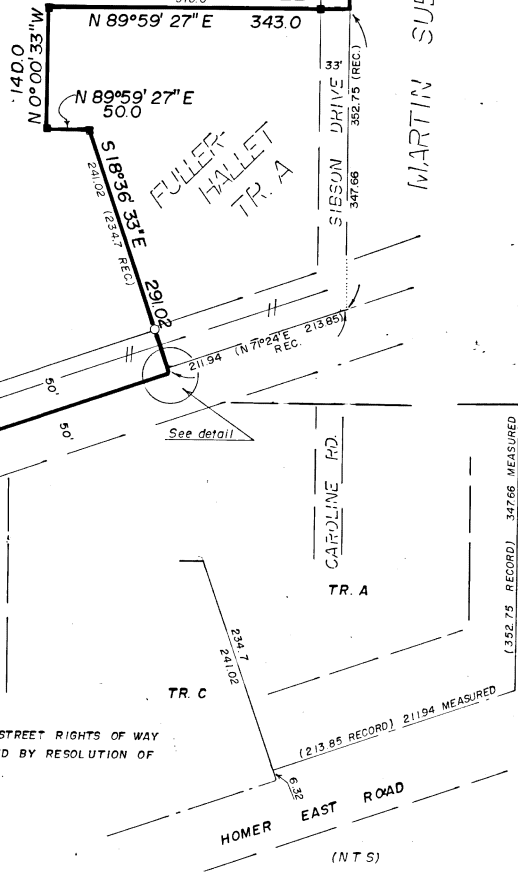 N 89°59' 27" E 343.0
140.0
N 0°00' 33" W
N 89°59' 27" E
50.0
S 18°36' 33" E
291.02
241.02 (234.7 REC.)
FULLER-
HALLET
TR. A
33'
SIBSON DRIVE
347.66 352.75 (REC.)
MARTIN
211.94 (N 71°24' E 213.85)
REC.
50'
50'
See detail
CAROLINE RD.
TR. A
(352.75 RECORD) 347.66 MEASURED
234.7
241.02
TR. C
(213.85 RECORD) 211.94 MEASURED
6.32
STREET RIGHTS OF WAY
BY RESOLUTION OF
HOMER EAST ROAD
(NTS)